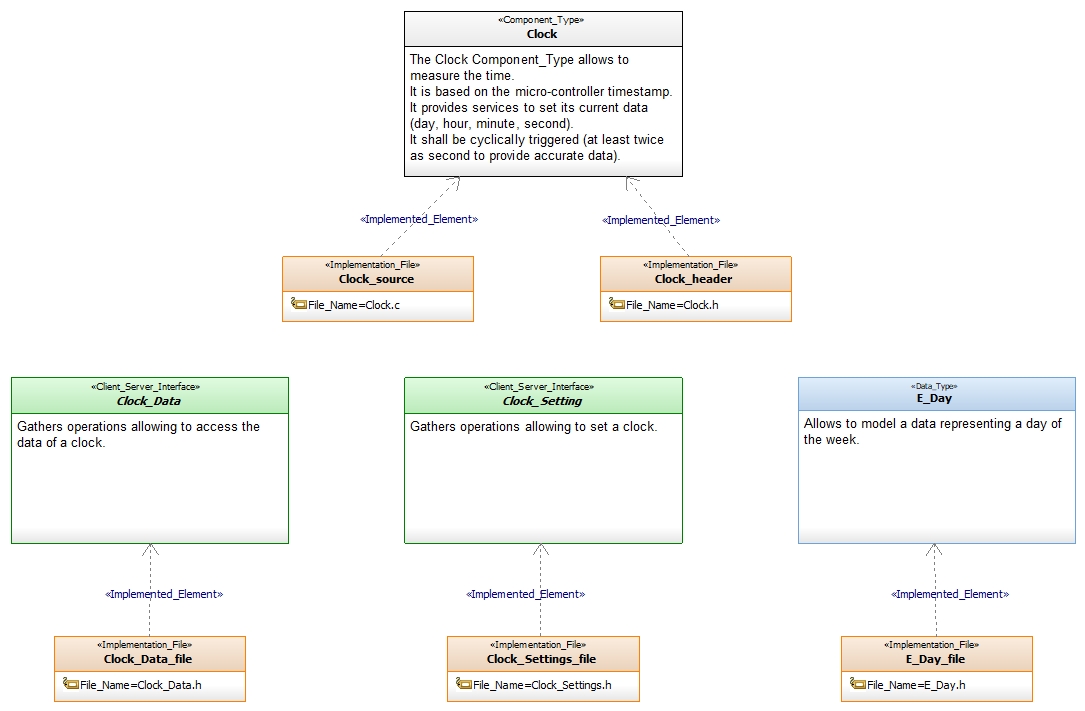 «Component_Type»
Clock
The Clock Component_Type allows to
measure the time.
It is based on the micro-controller timestamp.
It provides services to set its current data
(day, hour, minute, second).
It shall be cyclically triggered (at least twice
as second to provide accurate data).
«Implemented_Element»
«Implemented_Element»
«Implementation_File»
Clock_source
File_Name=Clock.c
«Implementation_File»
Clock_header
File_Name=Clock.h
«Client_Server_Interface»
Clock_Data
Gathers operations allowing to access the
data of a clock.
«Client_Server_Interface»
Clock_Setting
Gathers operations allowing to set a clock.
«Data_Type»
E_Day
Allows to model a data representing a day of
the week.
«Implemented_Element»
«Implemented_Element»
«Implemented_Element»
«Implementation_File»
Clock_Data_file
File_Name=Clock_Data.h
«Implementation_File»
Clock_Settings_file
File_Name=Clock_Settings.h
«Implementation_File»
E_Day_file
File_Name=E_Day.h